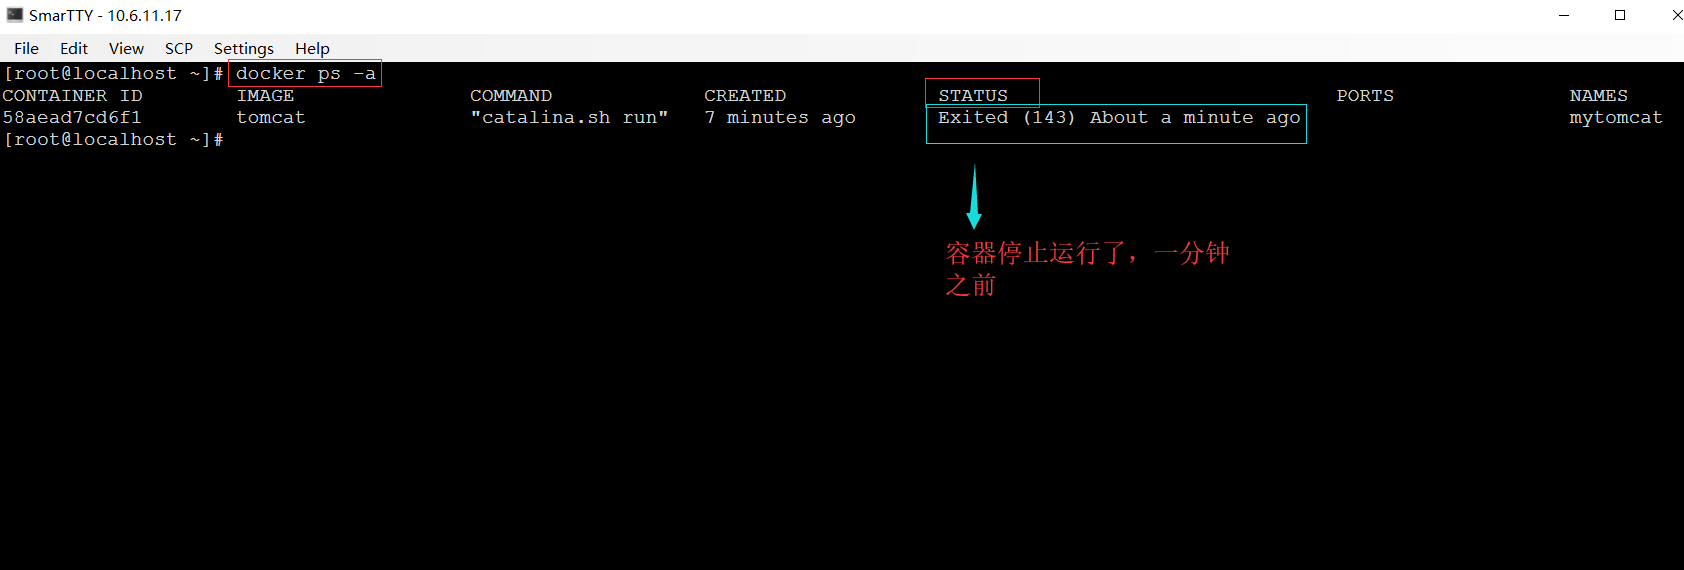 SmarTTY - 10.6.11.17
File Edit View SCP Settings Help
[root@localhost ~]# docker ps -a
CONTAINER ID IMAGE COMMAND CREATED STATUS PORTS NAMES
58aead7cd6f1 tomcat "catalina.sh run" 7 minutes ago Exited (143) About a minute ago mytomcat
[root@localhost ~]#
容器停止运行了，一分钟
之前